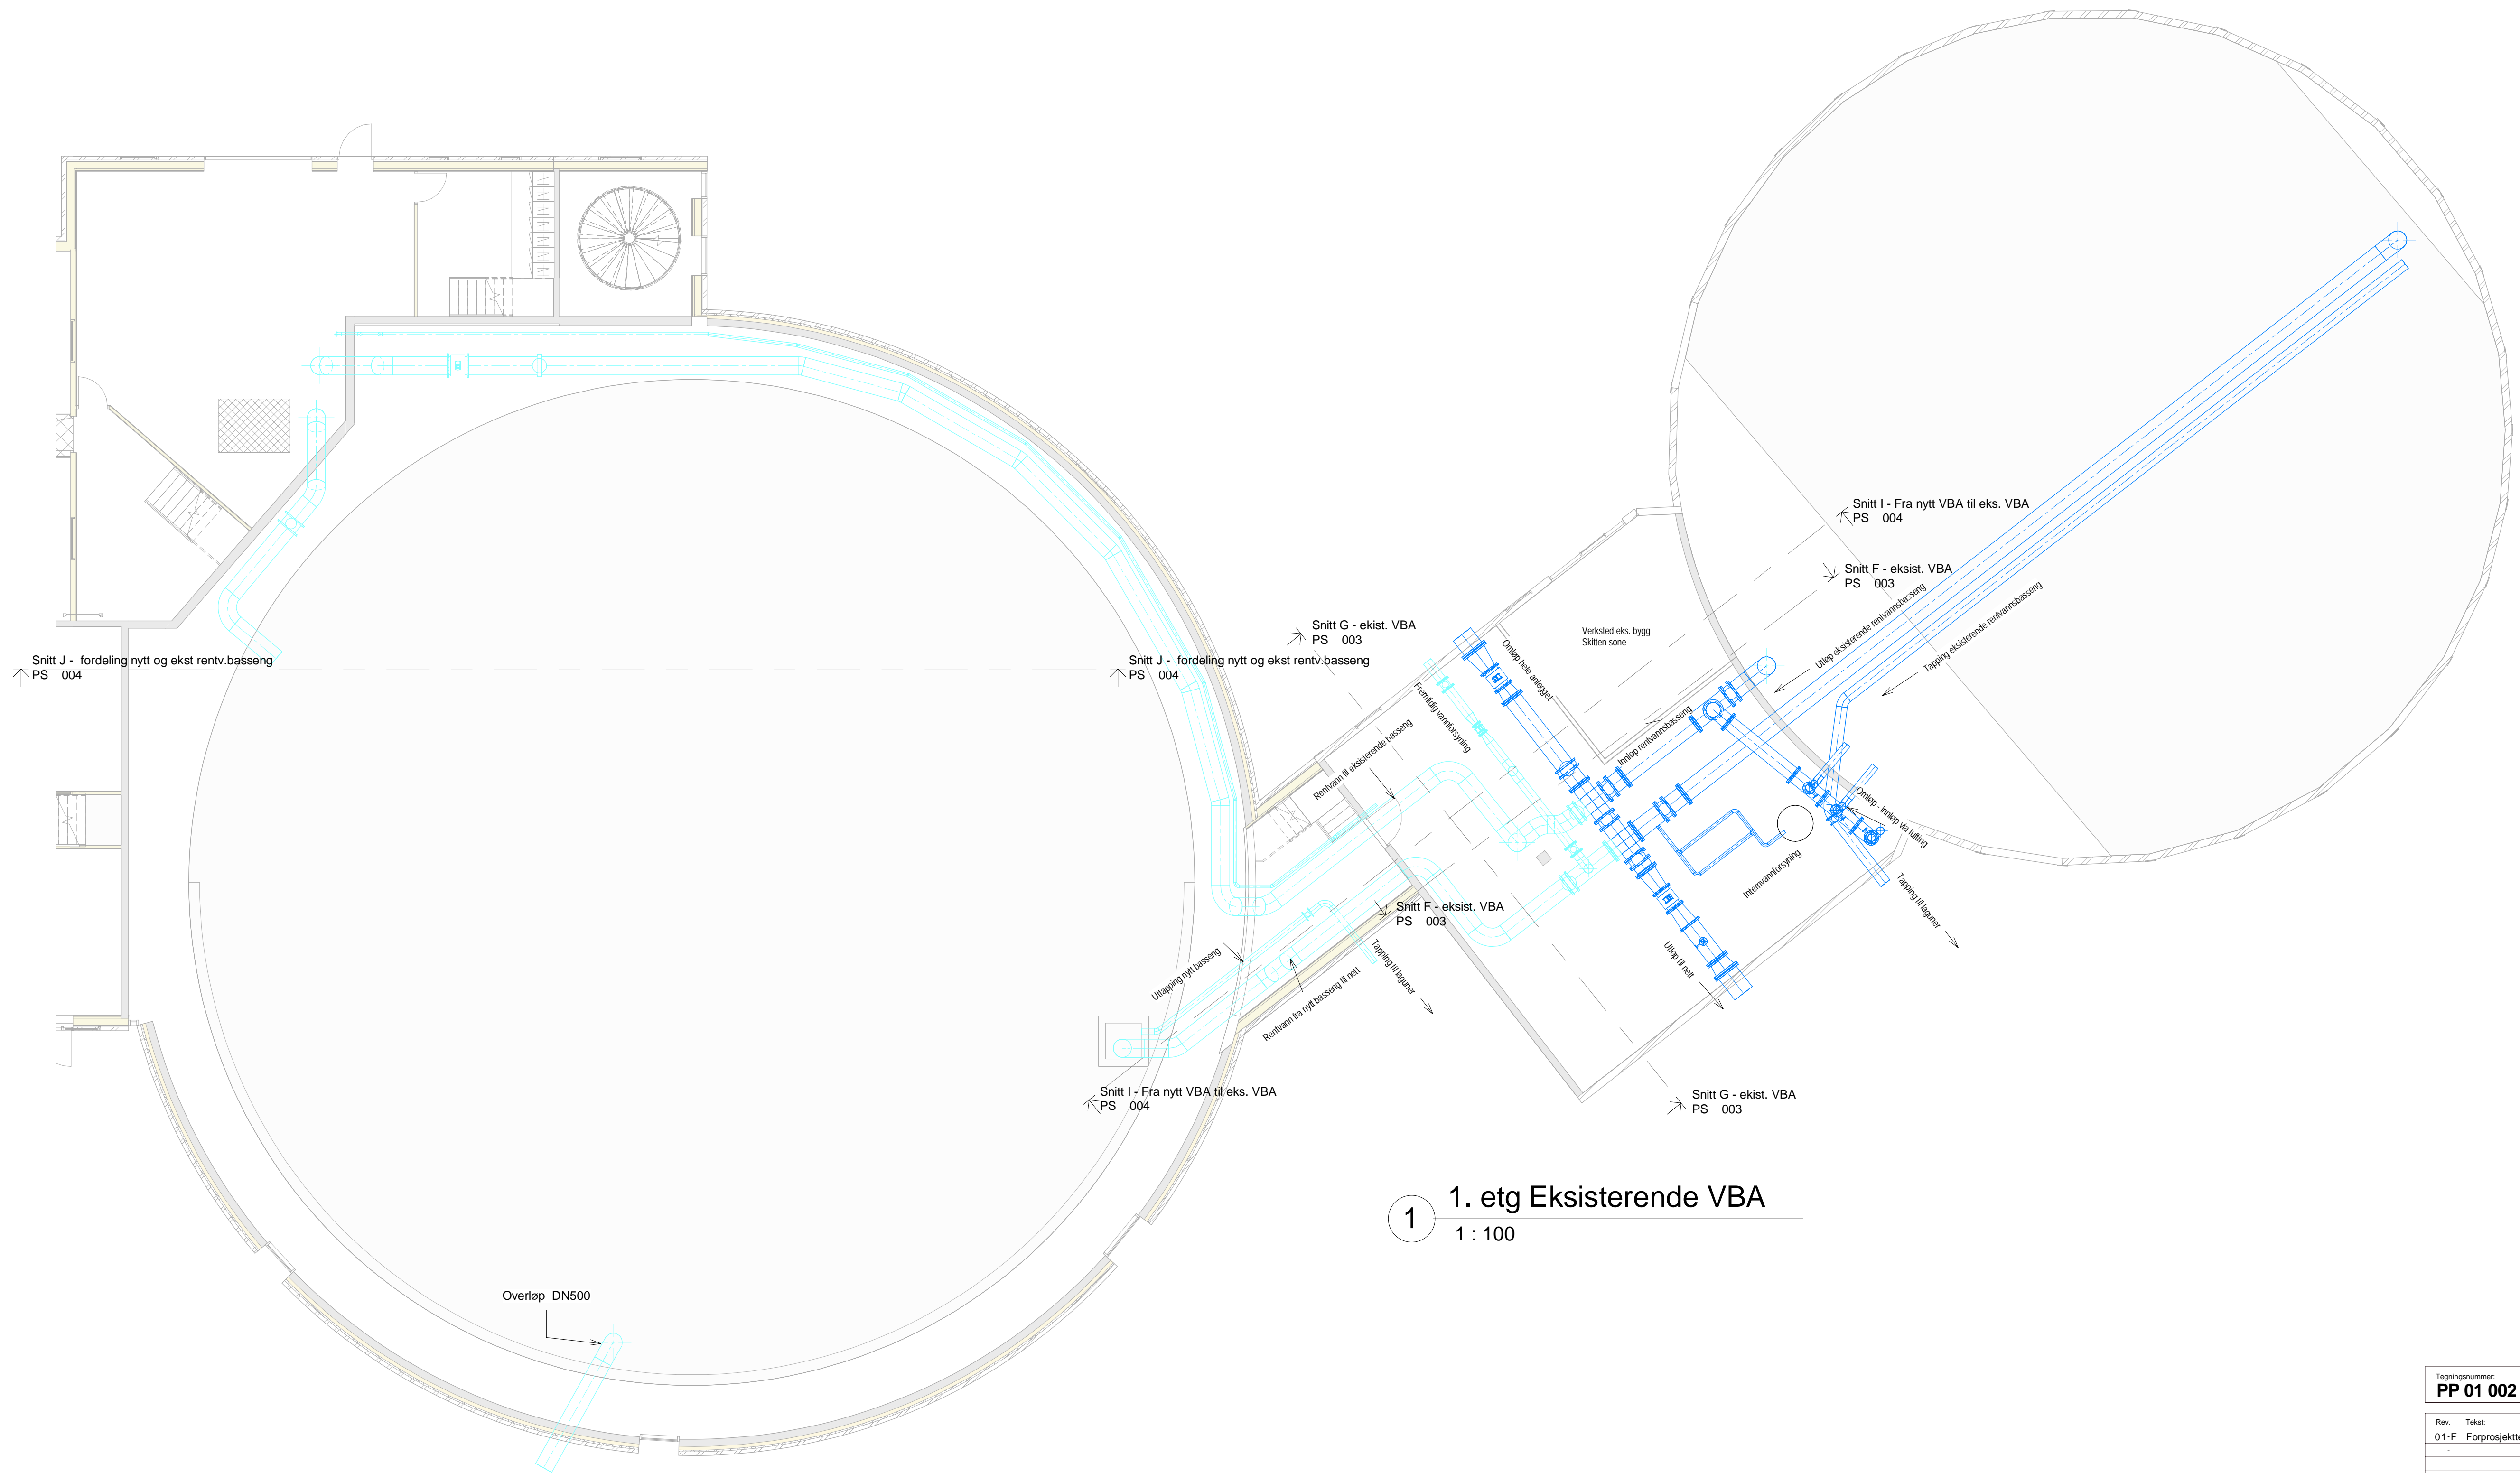 Snitt I - Fra nytt VBA til eks. VBA
PS 004
Snitt F - eksist. VBA
PS 003
Utløp eksisterende rentvannsbasseng
Tapping eksisterende rentvannsbasseng
Snitt G - ekist. VBA
PS 003
Verksted eks. bygg
Skitten sone
Omløp hele anlegget
Fremtidig vannforsyning
Rentvann til eksisterende basseng
Innløp rentvannsbasseng
Snitt J - fordeling nytt og ekst rentv.basseng
PS 004
Snitt J - fordeling nytt og ekst rentv.basseng
PS 004
Omløp - innløp via lufting
Internvannforsyning
Tapping til laguner
Snitt F - eksist. VBA
PS 003
Tapping til laguner
Utløp til nett
Uttapping nytt basseng
Rentvann fra nytt basseng til nett
Snitt I - Fra nytt VBA til eks. VBA
PS 004
Snitt G - ekist. VBA
PS 003
1
1. etg Eksisterende VBA
1 : 100
Overløp DN500
Tegningsnummer:
PP 01 002
Rev. Tekst:
01-F
-
-